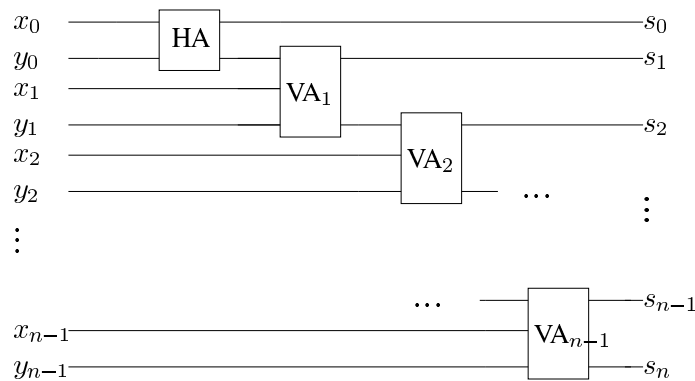 x₀ HA s₀
y₀ s₁
x₁ VA₁
y₁ s₂
x₂ VA₂
y₂ ... ⋮
⋮
... sₙ₋₁
xₙ₋₁ VAₙ₋₁
yₙ₋₁ sₙ